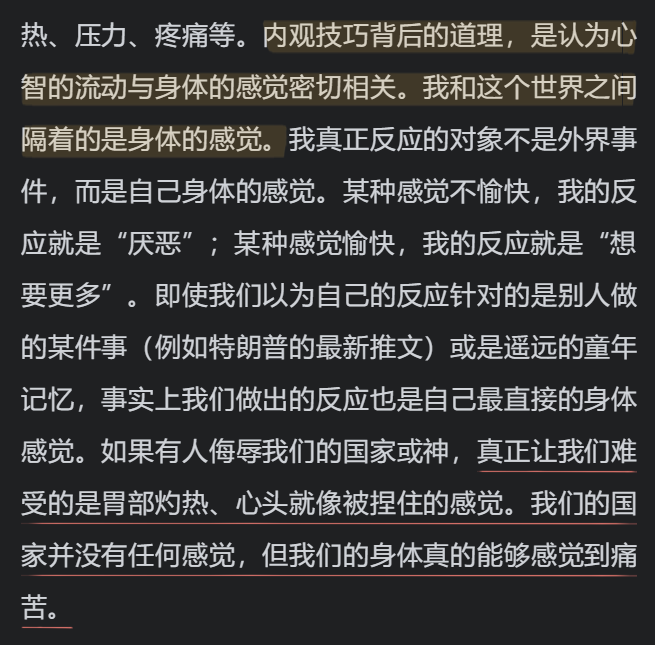 热、压力、疼痛等。内观技巧背后的道理，是认为心
智的流动与身体的感觉密切相关。我和这个世界之间
隔着的是身体的感觉。我真正反应的对象不是外界事
件，而是自己身体的感觉。某种感觉不愉快，我的反
应就是“厌恶”；某种感觉愉快，我的反应就是“想
要更多”。即使我们以为自己的反应针对的是别人做
的某件事（例如特朗普的最新推文）或是遥远的童年
记忆，事实上我们做出的反应也是自己最直接的身体
感觉。如果有人侮辱我们的国家或神，真正让我们难
受的是胃部灼热、心头就像被捏住的感觉。我们的国
家并没有任何感觉，但我们的身体真的能够感觉到痛
苦。